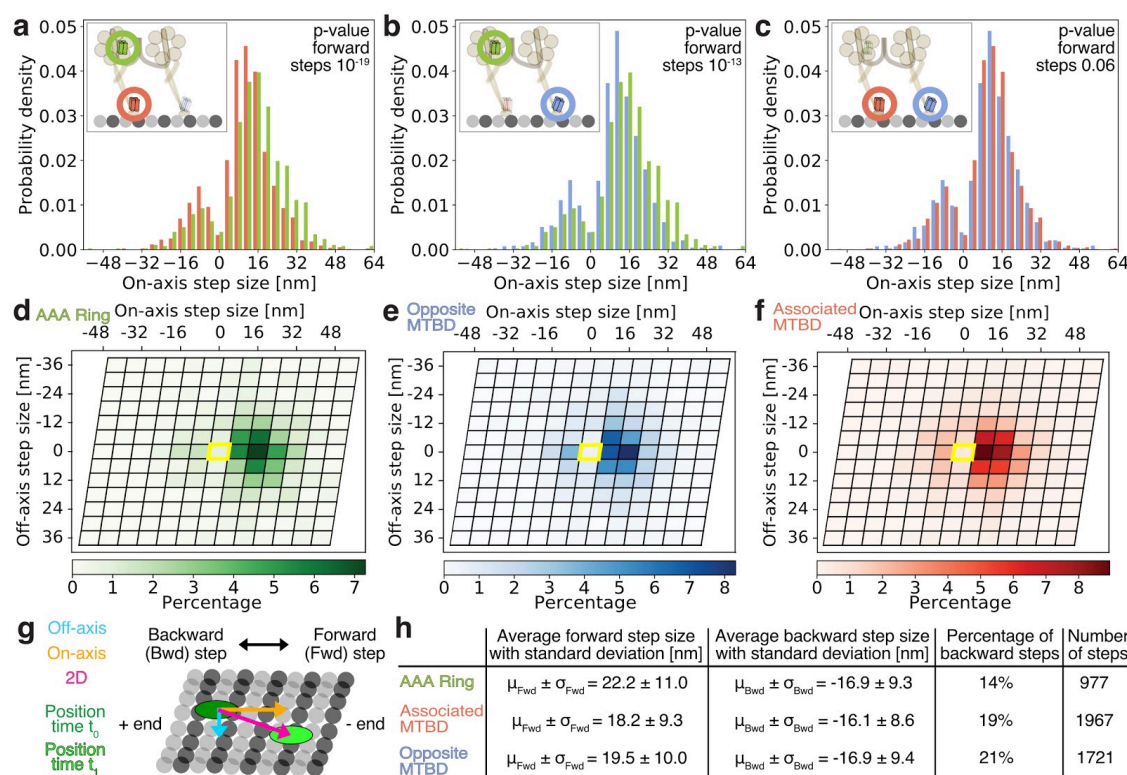 a
0.05
0.04
0.03
0.02
0.01
0.00
Probability density
p-value
forward
steps 10⁻¹⁹
−48 −32 −16 0 16 32 48 64
On-axis step size [nm]
b
0.05
0.04
0.03
0.02
0.01
0.00
Probability density
p-value
forward
steps 10⁻¹³
−48 −32 −16 0 16 32 48 64
On-axis step size [nm]
c
0.05
0.04
0.03
0.02
0.01
0.00
Probability density
p-value
forward
steps 0.06
−48 −32 −16 0 16 32 48 64
On-axis step size [nm]
d
AAA Ring
On-axis step size [nm]
-48 -32 -16 0 16 32 48
Off-axis step size [nm]
-36
-24
-12
0
12
24
36
0 1 2 3 4 5 6 7
Percentage
e
Opposite
MTBD
On-axis step size [nm]
-48 -32 -16 0 16 32 48
Off-axis step size [nm]
-36
-24
-12
0
12
24
36
0 1 2 3 4 5 6 7 8
Percentage
f
Associated
MTBD
On-axis step size [nm]
-48 -32 -16 0 16 32 48
Off-axis step size [nm]
-36
-24
-12
0
12
24
36
0 1 2 3 4 5 6 7 8
Percentage
g
Off-axis
On-axis
2D
Position
time t₀
Position
time t₁
Backward
(Bwd) step
Forward
(Fwd) step
+ end
- end
h
Average forward step size
with standard deviation [nm]
Average backward step size
with standard deviation [nm]
Percentage of
backward steps
Number
of steps
AAA Ring μFwd ± σFwd = 22.2 ± 11.0 μBwd ± σBwd = -16.9 ± 9.3 14% 977
Associated
MTBD μFwd ± σFwd = 18.2 ± 9.3 μBwd ± σBwd = -16.1 ± 8.6 19% 1967
Opposite
MTBD μFwd ± σFwd = 19.5 ± 10.0 μBwd ± σBwd = -16.9 ± 9.4 21% 1721